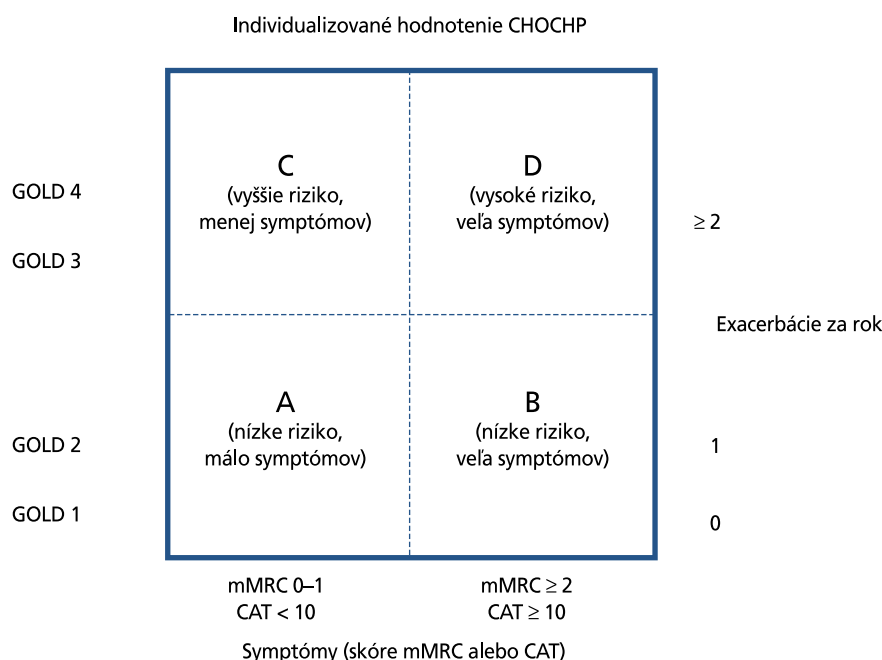 Individualizované hodnotenie CHOCHP
GOLD 4
GOLD 3
GOLD 2
GOLD 1
C
(vyššie riziko,
menej symptómov)
D
(vysoké riziko,
veľa symptómov)
A
(nízke riziko,
málo symptómov)
B
(nízke riziko,
veľa symptómov)
≥ 2
Exacerbácie za rok
1
0
mMRC 0–1
CAT < 10
mMRC ≥ 2
CAT ≥ 10
Symptómy (skóre mMRC alebo CAT)